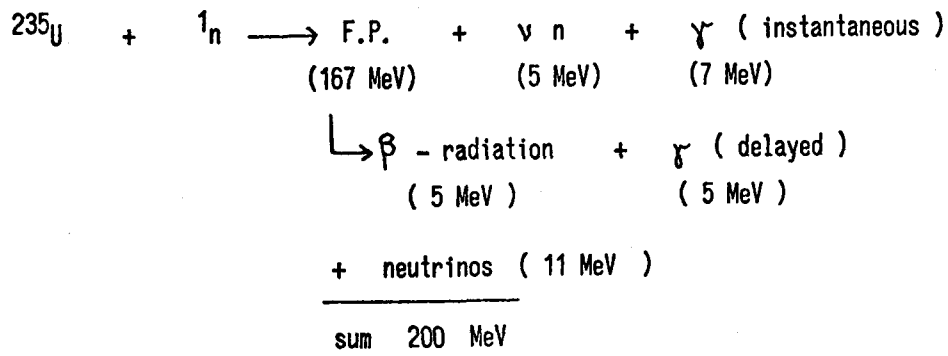 ²³⁵U + ¹n ⟶ F.P. + ν n + γ ( instantaneous )
(167 MeV) (5 MeV) (7 MeV)
↳ β - radiation + γ ( delayed )
( 5 MeV ) ( 5 MeV )
+ neutrinos ( 11 MeV )
sum 200 MeV